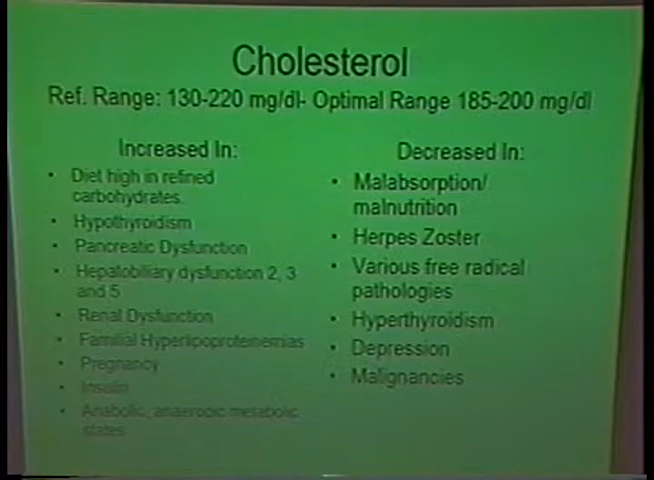 Cholesterol
Ref. Range: 130-220 mg/dl- Optimal Range 185-200 mg/dl
Increased In:
• Diet high in refined
carbohydrates.
• Hypothyroidism
• Pancreatic Dysfunction
• Hepatobiliary dysfunction 2, 3
and 5
• Renal Dysfunction
• Familial Hyperlipoproteinemias
• Pregnancy
• Insulin
• Anabolic, anaerobic metabolic
states
Decreased In:
• Malabsorption/
malnutrition
• Herpes Zoster
• Various free radical
pathologies
• Hyperthyroidism
• Depression
• Malignancies